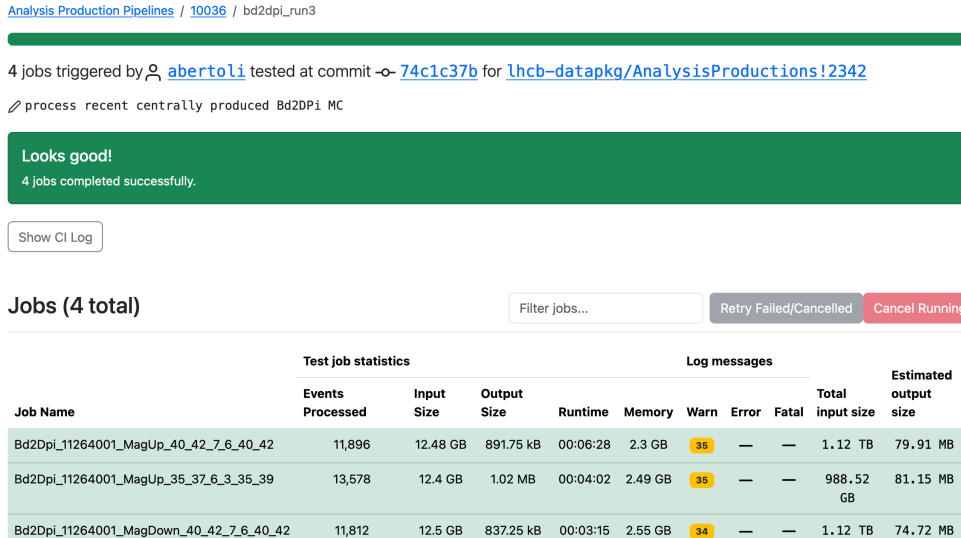 Analysis Production Pipelines / 10036 / bd2dpi_run3
4 jobs triggered by abertoli tested at commit 74c1c37b for lhcb-datapkg/AnalysisProductions!2342
process recent centrally produced Bd2DPi MC
Looks good!
4 jobs completed successfully.
Show CI Log
Jobs (4 total)
Filter jobs...
Retry Failed/Cancelled
Cancel Running
Test job statistics Log messages
Job Name Events Processed Input Size Output Size Runtime Memory Warn Error Fatal Total input size Estimated output size
Bd2Dpi_11264001_MagUp_40_42_7_6_40_42 11,896 12.48 GB 891.75 kB 00:06:28 2.3 GB 35 — — 1.12 TB 79.91 MB
Bd2Dpi_11264001_MagUp_35_37_6_3_35_39 13,578 12.4 GB 1.02 MB 00:04:02 2.49 GB 35 — — 988.52 GB 81.15 MB
Bd2Dpi_11264001_MagDown_40_42_7_6_40_42 11,812 12.5 GB 837.25 kB 00:03:15 2.55 GB 34 — — 1.12 TB 74.72 MB